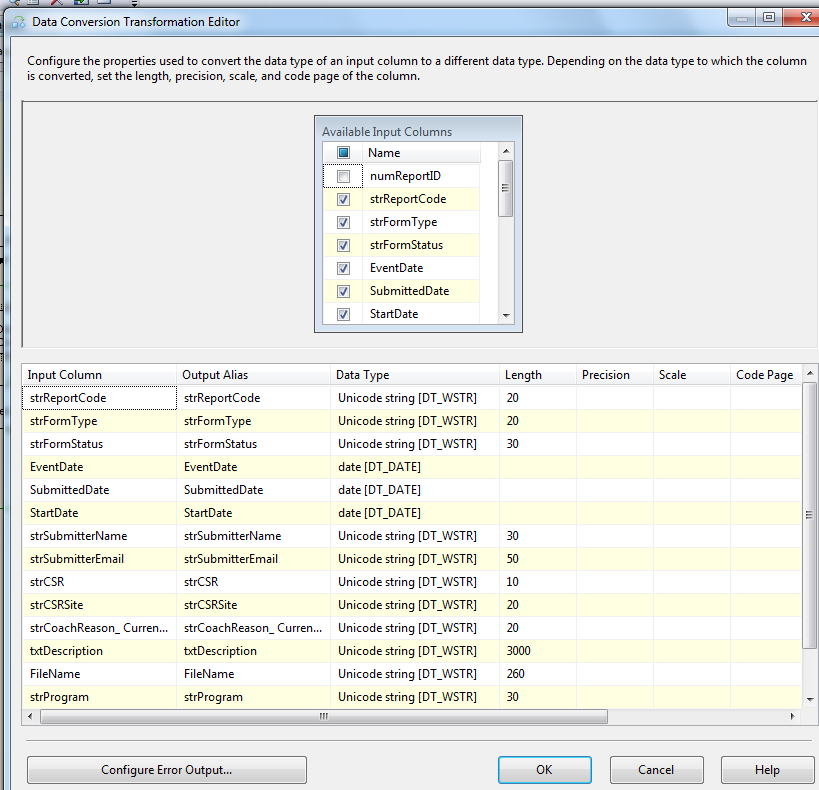 Data Conversion Transformation Editor
Configure the properties used to convert the data type of an input column to a different data type. Depending on the data type to which the column
is converted, set the length, precision, scale, and code page of the column.
Available Input Columns
Name
numReportID
strReportCode
strFormType
strFormStatus
EventDate
SubmittedDate
StartDate
Input Column Output Alias Data Type Length Precision Scale Code Page
strReportCode strReportCode Unicode string [DT_WSTR] 20
strFormType strFormType Unicode string [DT_WSTR] 20
strFormStatus strFormStatus Unicode string [DT_WSTR] 30
EventDate EventDate date [DT_DATE]
SubmittedDate SubmittedDate date [DT_DATE]
StartDate StartDate date [DT_DATE]
strSubmitterName strSubmitterName Unicode string [DT_WSTR] 30
strSubmitterEmail strSubmitterEmail Unicode string [DT_WSTR] 50
strCSR strCSR Unicode string [DT_WSTR] 10
strCSRSite strCSRSite Unicode string [DT_WSTR] 20
strCoachReason_ Curren... strCoachReason_ Curren... Unicode string [DT_WSTR] 20
txtDescription txtDescription Unicode string [DT_WSTR] 3000
FileName FileName Unicode string [DT_WSTR] 260
strProgram strProgram Unicode string [DT_WSTR] 30
Configure Error Output... OK Cancel Help